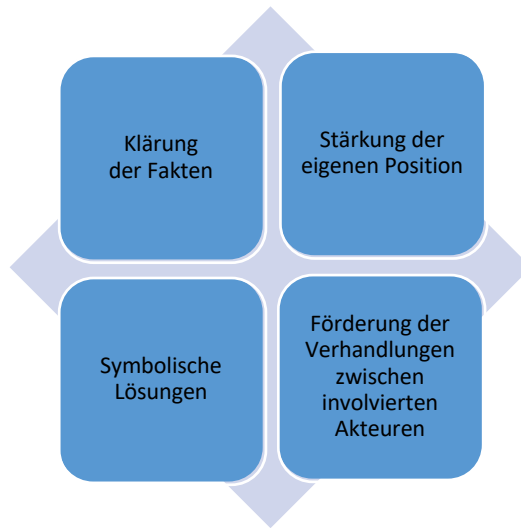 Klärung
der Fakten
Stärkung der
eigenen Position
Symbolische
Lösungen
Förderung der
Verhandlungen
zwischen
involvierten
Akteuren